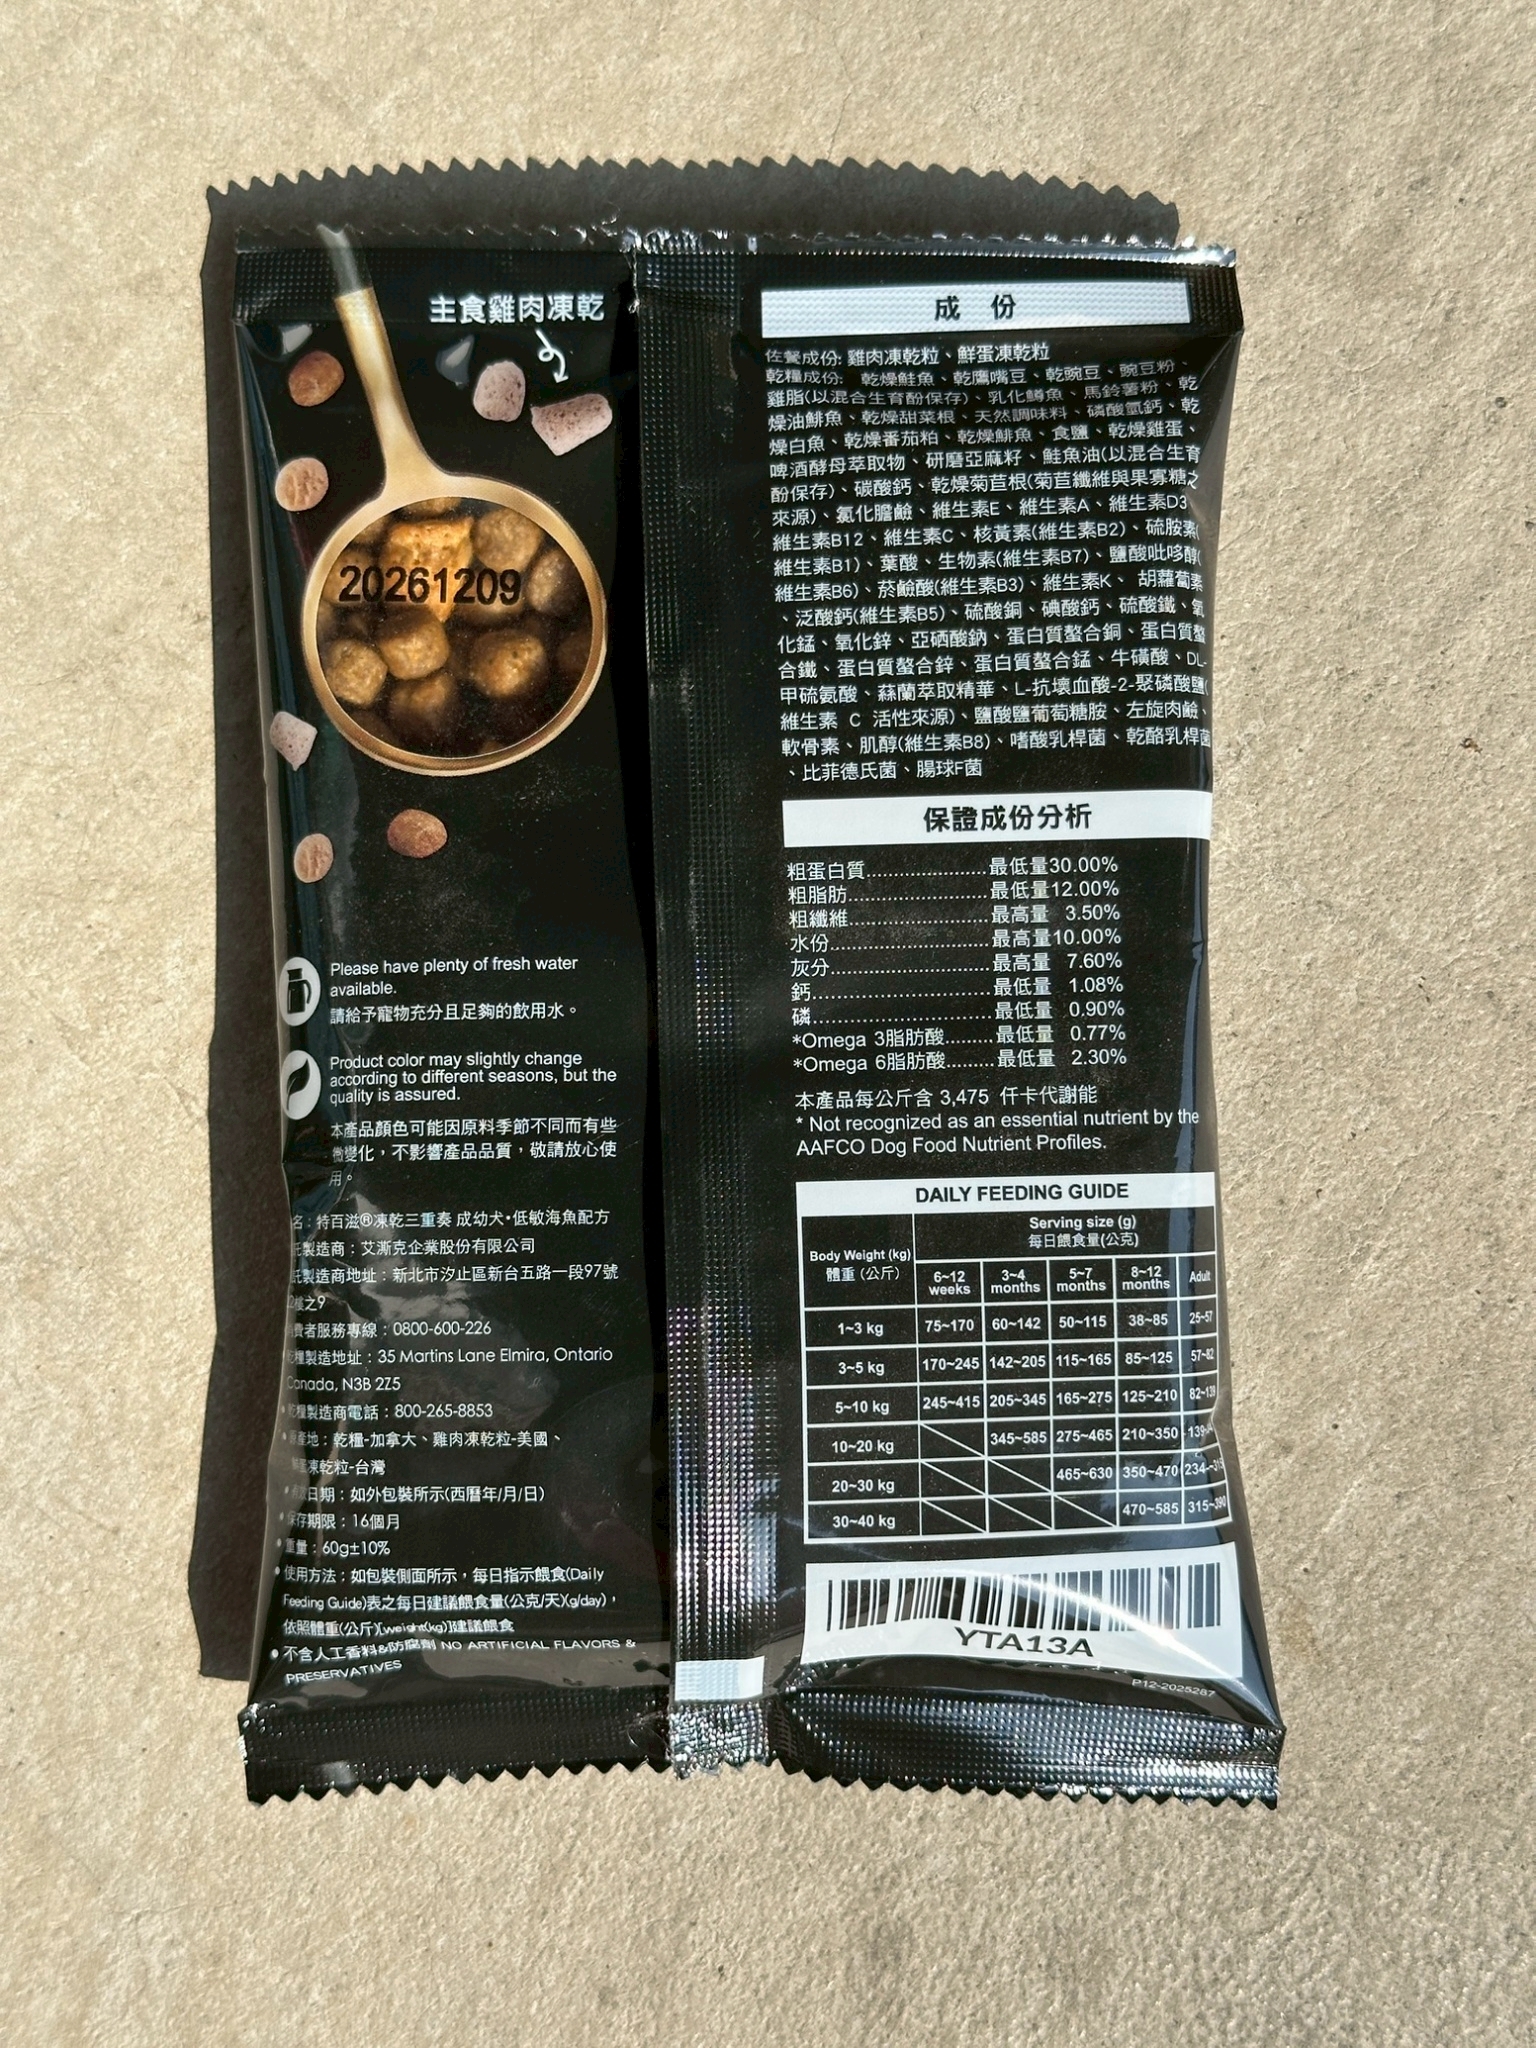 主食雞肉凍乾
20261209
Please have plenty of fresh water
available.
請給予寵物充分且足夠的飲用水。
Product color may slightly change
according to different seasons, but the
quality is assured.
本產品顏色可能因原料季節不同而有些
微變化，不影響產品品質，敬請放心使
用。
名：特百滋®凍乾三重奏 成幼犬·低敏海魚配方
託製造商：艾澌克企業股份有限公司
託製造商地址：新北市汐止區新台五路一段97號
樓之9
費者服務專線：0800-600-226
乾糧製造地址：35 Martins Lane Elmira, Ontario
Canada, N3B 2Z5
乾糧製造商電話：800-265-8853
•原產地：乾糧-加拿大、雞肉凍乾粒-美國、
鮮蛋凍乾粒-台灣
•有效日期：如外包裝所示(西曆年/月/日)
•保存期限：16個月
•重量：60g±10%
•使用方法：如包裝側面所示，每日指示餵食(Daily
Feeding Guide)表之每日建議餵食量(公克/天)(g/day)，
依照體重(公斤)[weight(kg)]建議餵食
•不含人工香料&防腐劑 NO ARTIFICIAL FLAVORS &
PRESERVATIVES
成 份
佐餐成份: 雞肉凍乾粒、鮮蛋凍乾粒
乾糧成份: 乾燥鮭魚、乾鷹嘴豆、乾豌豆、豌豆粉、
雞脂(以混合生育酚保存)、乳化鱒魚、馬鈴薯粉、乾
燥油鯡魚、乾燥甜菜根、天然調味料、磷酸氫鈣、乾
燥白魚、乾燥番茄粕、乾燥鯡魚、食鹽、乾燥雞蛋、
啤酒酵母萃取物、研磨亞麻籽、鮭魚油(以混合生育
酚保存)、碳酸鈣、乾燥菊苣根(菊苣纖維與果寡糖之
來源)、氯化膽鹼、維生素E、維生素A、維生素D3
維生素B12、維生素C、核黃素(維生素B2)、硫胺素(
維生素B1)、葉酸、生物素(維生素B7)、鹽酸吡哆醇(
維生素B6)、菸鹼酸(維生素B3)、維生素K、 胡蘿蔔素
、泛酸鈣(維生素B5)、硫酸銅、碘酸鈣、硫酸鐵、氧
化錳、氧化鋅、亞硒酸鈉、蛋白質螯合銅、蛋白質螯
合鐵、蛋白質螯合鋅、蛋白質螯合錳、牛磺酸、DL-
甲硫氨酸、絲蘭萃取精華、L-抗壞血酸-2-聚磷酸鹽(
維生素 C 活性來源)、鹽酸鹽葡萄糖胺、左旋肉鹼、
軟骨素、肌醇(維生素B8)、嗜酸乳桿菌、乾酪乳桿菌
、比菲德氏菌、腸球F菌
保證成份分析
粗蛋白質......................最低量30.00%
粗脂肪..........................最低量12.00%
粗纖維..........................最高量 3.50%
水份.............................最高量10.00%
灰分.............................最高量 7.60%
鈣................................最低量 1.08%
磷................................最低量 0.90%
*Omega 3脂肪酸.........最低量 0.77%
*Omega 6脂肪酸.........最低量 2.30%
本產品每公斤含 3,475 仟卡代謝能
* Not recognized as an essential nutrient by the
AAFCO Dog Food Nutrient Profiles.
DAILY FEEDING GUIDE
Body Weight (kg) Serving size (g)
體重 (公斤) 每日餵食量(公克)
6~12 weeks 3~4 months 5~7 months 8~12 months Adult
1~3 kg 75~170 60~142 50~115 38~85 25~57
3~5 kg 170~245 142~205 115~165 85~125 57~82
5~10 kg 245~415 205~345 165~275 125~210 82~139
10~20 kg 345~585 275~465 210~350
20~30 kg 465~630 350~470
30~40 kg 470~585 315~390
YTA13A
P12-2025287